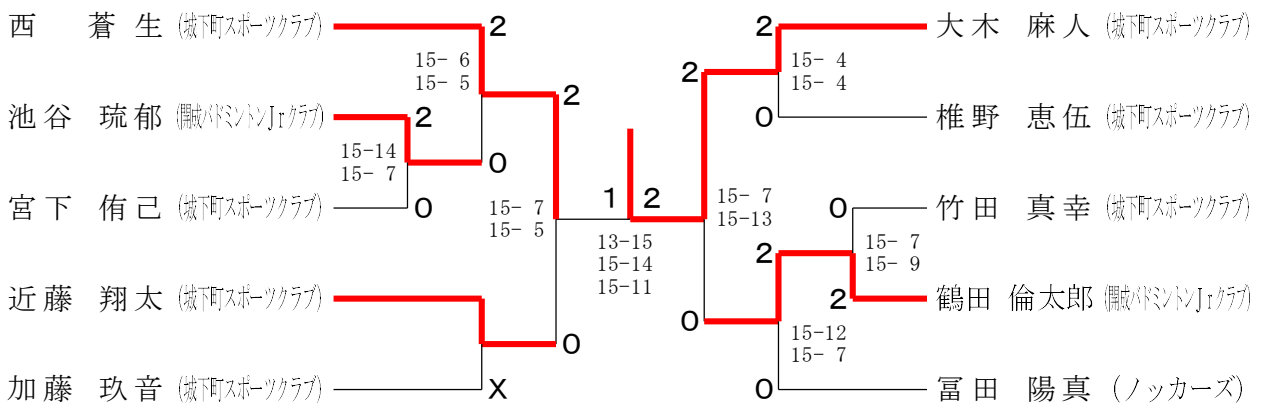 西 蒼生 (城下町スポーツクラブ)
2
15- 6
15- 5
池谷 琉郁 (開成バドミントンJrクラブ)
2
15-14
15- 7
0
宮下 侑己 (城下町スポーツクラブ)
0
2
15- 7
15- 5
近藤 翔太 (城下町スポーツクラブ)
0
加藤 玖音 (城下町スポーツクラブ)
X
1 2
13-15
15-14
15-11
2
大木 麻人 (城下町スポーツクラブ)
2
15- 4
15- 4
0
椎野 恵伍 (城下町スポーツクラブ)
15- 7
15-13
0
竹田 真幸 (城下町スポーツクラブ)
15- 7
15- 9
2
2
鶴田 倫太郎 (開成バドミントンJrクラブ)
0
15-12
15- 7
0
冨田 陽真 (ノッカーズ)